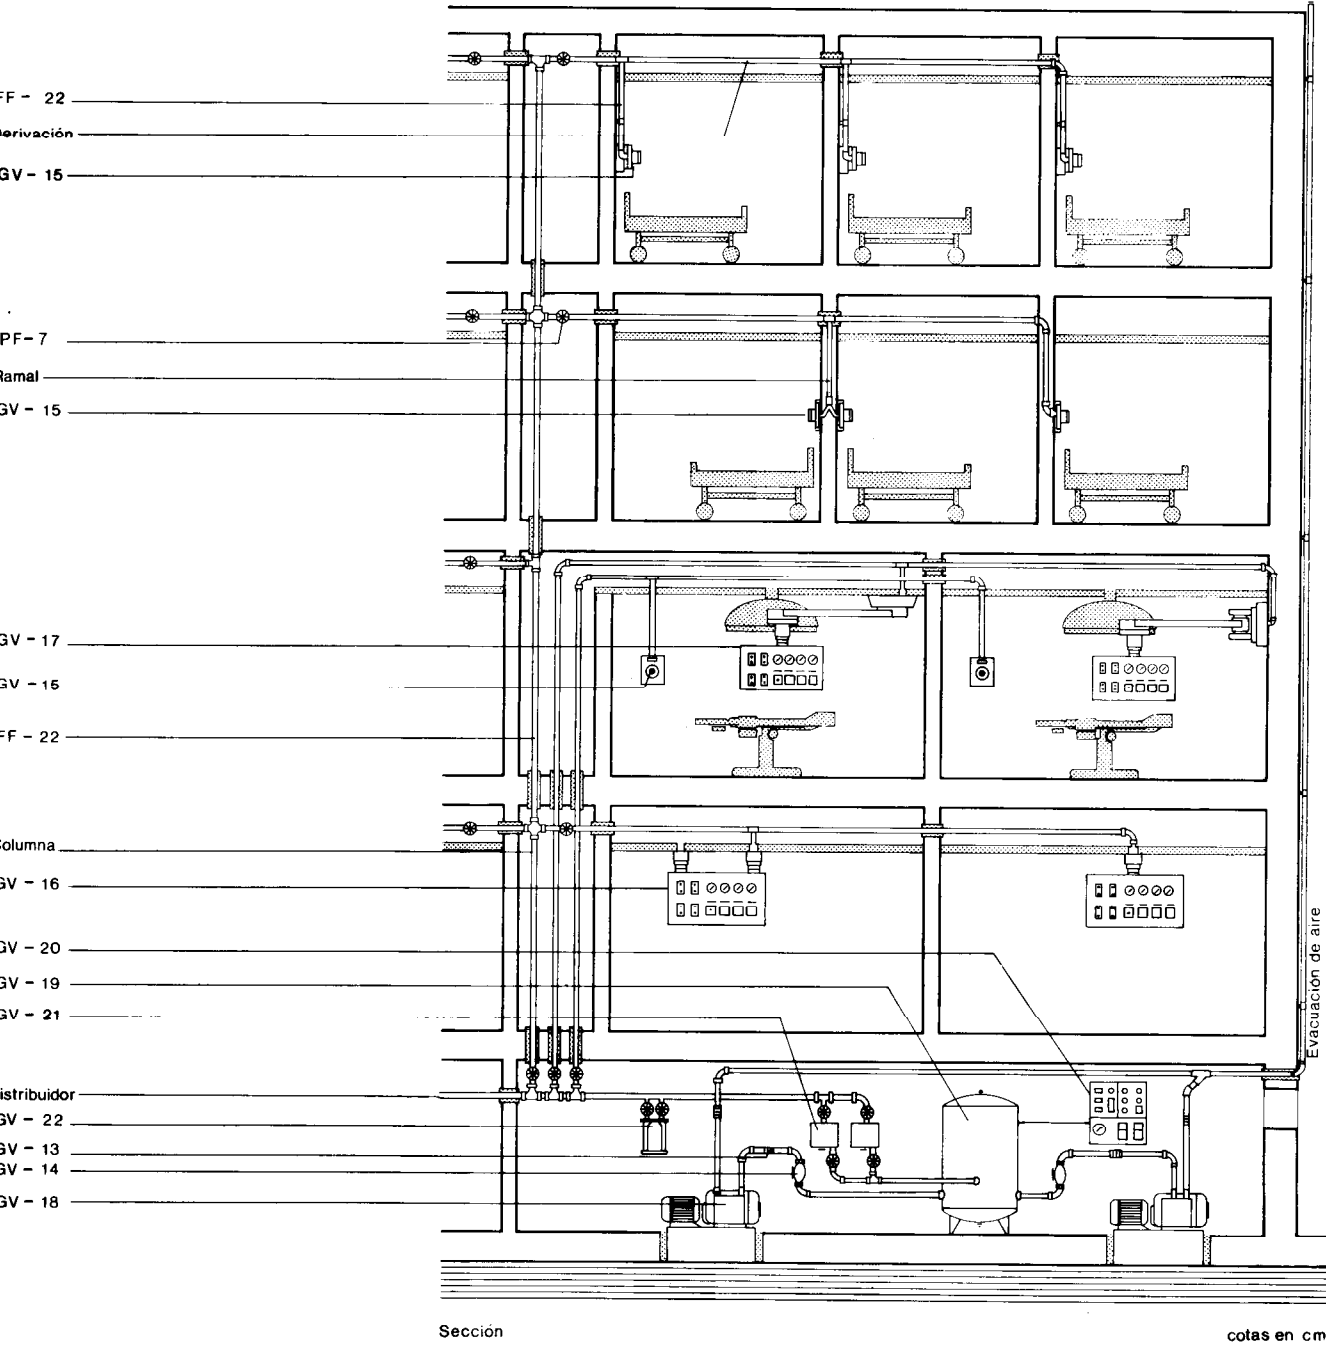 FF - 22
Derivación
GV - 15
PF - 7
Ramal
GV - 15
GV - 17
GV - 15
FF - 22
Columna
GV - 16
GV - 20
GV - 19
GV - 21
Distribuidor
GV - 22
GV - 13
GV - 14
GV - 18
Evacuación de aire
Sección
cotas en cm